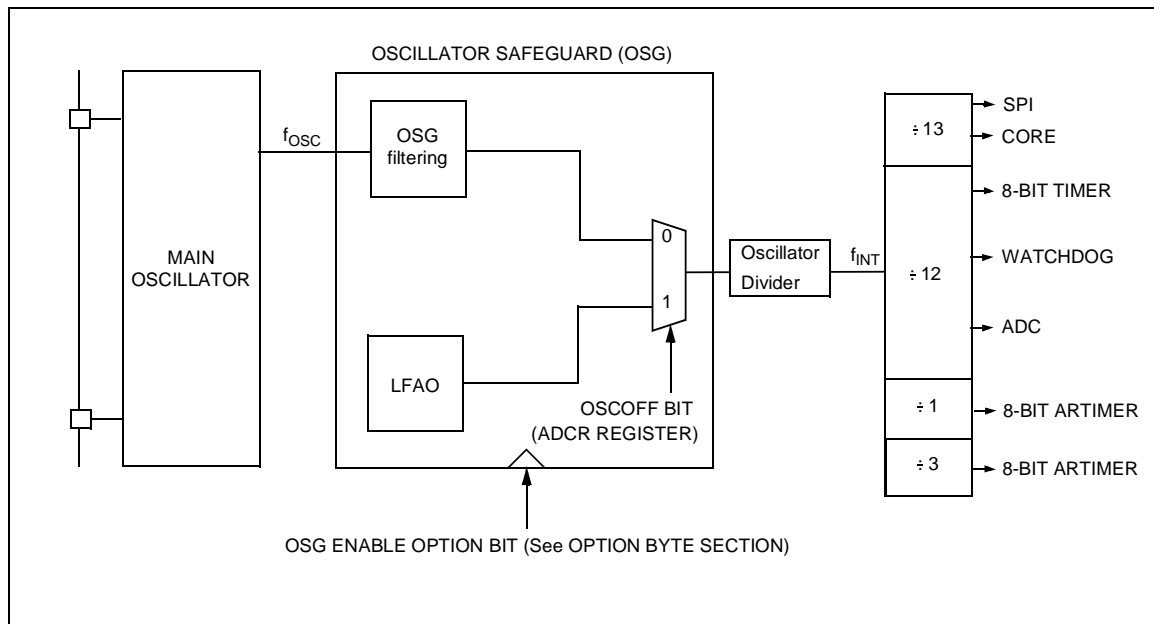 OSCILLATOR SAFEGUARD (OSG)
MAIN
OSCILLATOR
fOSC
OSG
filtering
LFAO
0
1
OSCOFF BIT
(ADCR REGISTER)
OSG ENABLE OPTION BIT (See OPTION BYTE SECTION)
Oscillator
Divider
fINT
÷ 13
÷ 12
÷ 1
÷ 3
SPI
CORE
8-BIT TIMER
WATCHDOG
ADC
8-BIT ARTIMER
8-BIT ARTIMER